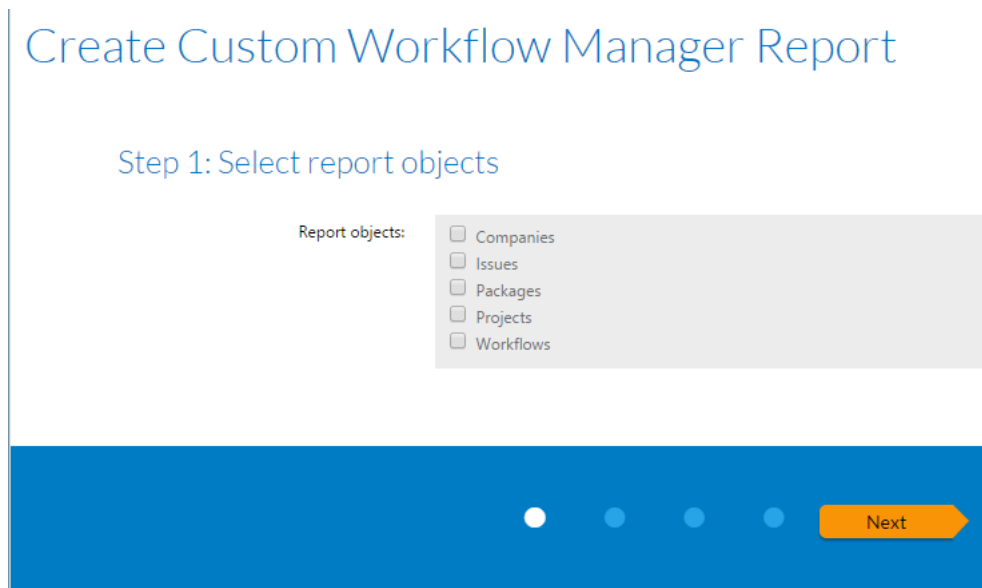 Create Custom Workflow Manager Report
Step 1: Select report objects
Report objects:
Companies
Issues
Packages
Projects
Workflows
Next